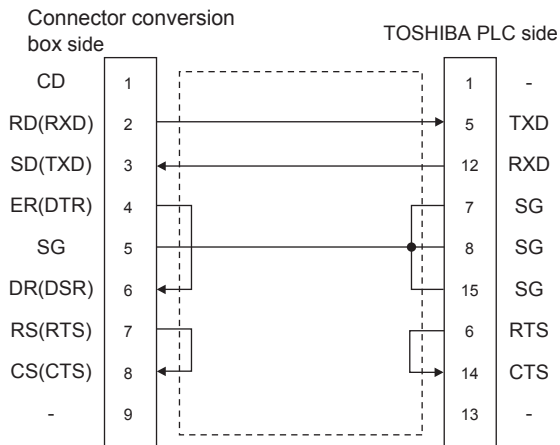 Connector conversion
box side
TOSHIBA PLC side
CD 1 1 -
RD(RXD) 2 5 TXD
SD(TXD) 3 12 RXD
ER(DTR) 4 7 SG
SG 5 8 SG
DR(DSR) 6 15 SG
RS(RTS) 7 6 RTS
CS(CTS) 8 14 CTS
- 9 13 -